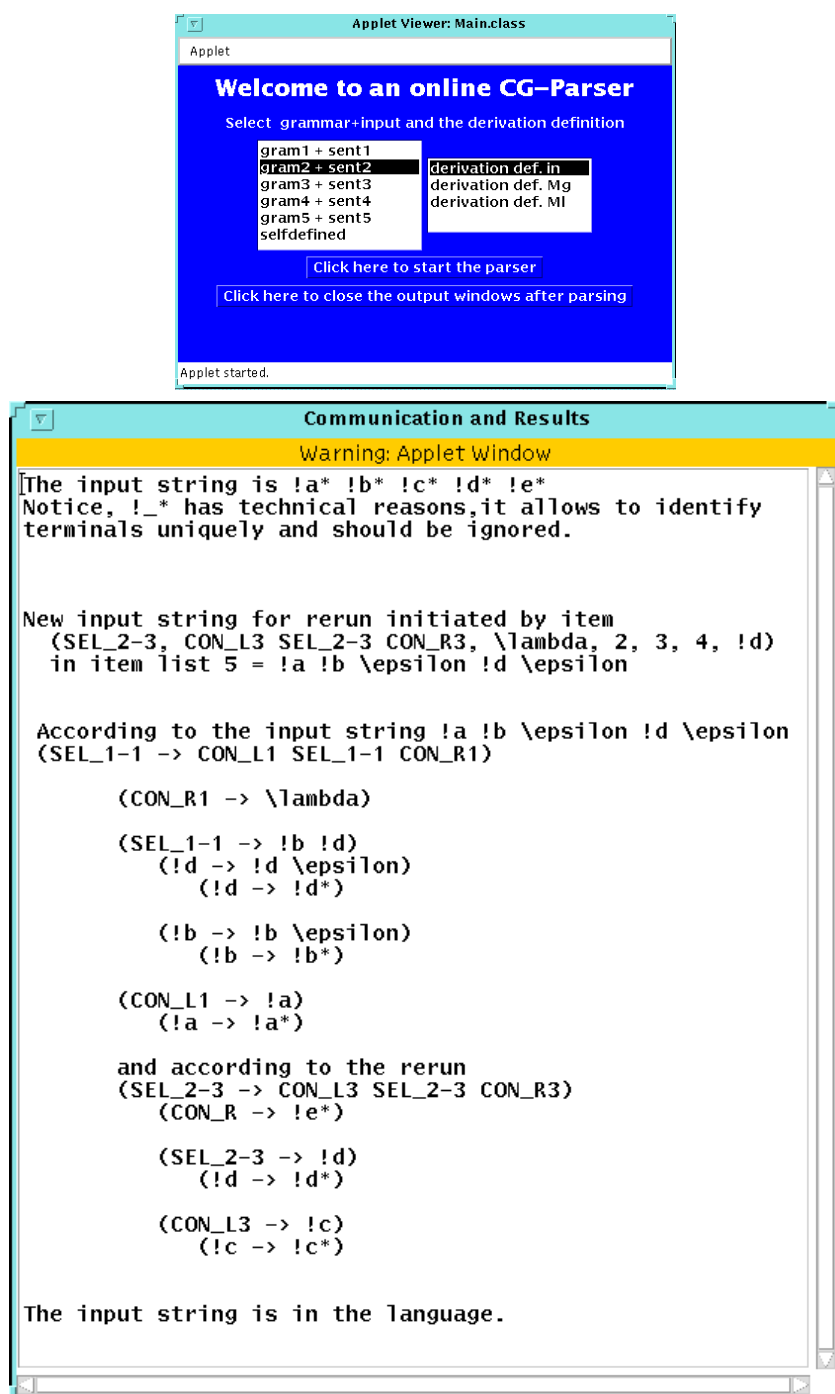 Applet Viewer: Main.class
Applet
Welcome to an online CG-Parser
Select grammar+input and the derivation definition
gram1 + sent1
gram2 + sent2
gram3 + sent3
gram4 + sent4
gram5 + sent5
selfdefined
derivation def. in
derivation def. Mg
derivation def. Ml
Click here to start the parser
Click here to close the output windows after parsing
Applet started.
Communication and Results
Warning: Applet Window
The input string is !a* !b* !c* !d* !e*
Notice, !_* has technical reasons,it allows to identify
terminals uniquely and should be ignored.
New input string for rerun initiated by item
(SEL_2-3, CON_L3 SEL_2-3 CON_R3, \lambda, 2, 3, 4, !d)
in item list 5 = !a !b \epsilon !d \epsilon
According to the input string !a !b \epsilon !d \epsilon
(SEL_1-1 -> CON_L1 SEL_1-1 CON_R1)
(CON_R1 -> \lambda)
(SEL_1-1 -> !b !d)
(!d -> !d \epsilon)
(!d -> !d*)
(!b -> !b \epsilon)
(!b -> !b*)
(CON_L1 -> !a)
(!a -> !a*)
and according to the rerun
(SEL_2-3 -> CON_L3 SEL_2-3 CON_R3)
(CON_R -> !e*)
(SEL_2-3 -> !d)
(!d -> !d*)
(CON_L3 -> !c)
(!c -> !c*)
The input string is in the language.